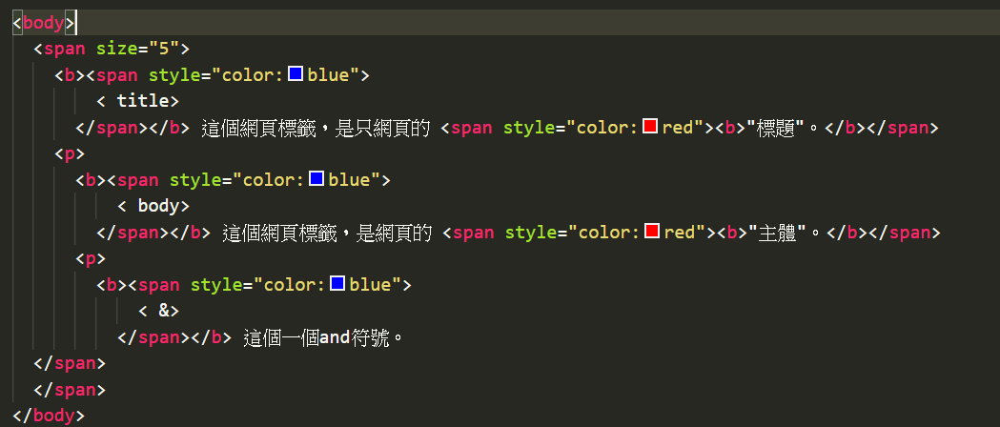 <body>
<span size="5">
<b><span style="color:blue">
< title>
</span></b> 這個網頁標籤，是只網頁的 <span style="color:red"><b>"標題"。</b></span>
<p>
<b><span style="color:blue">
< body>
</span></b> 這個網頁標籤，是網頁的 <span style="color:red"><b>"主體"。</b></span>
<p>
<b><span style="color:blue">
< &>
</span></b> 這個一個and符號。
</span>
</span>
</body>